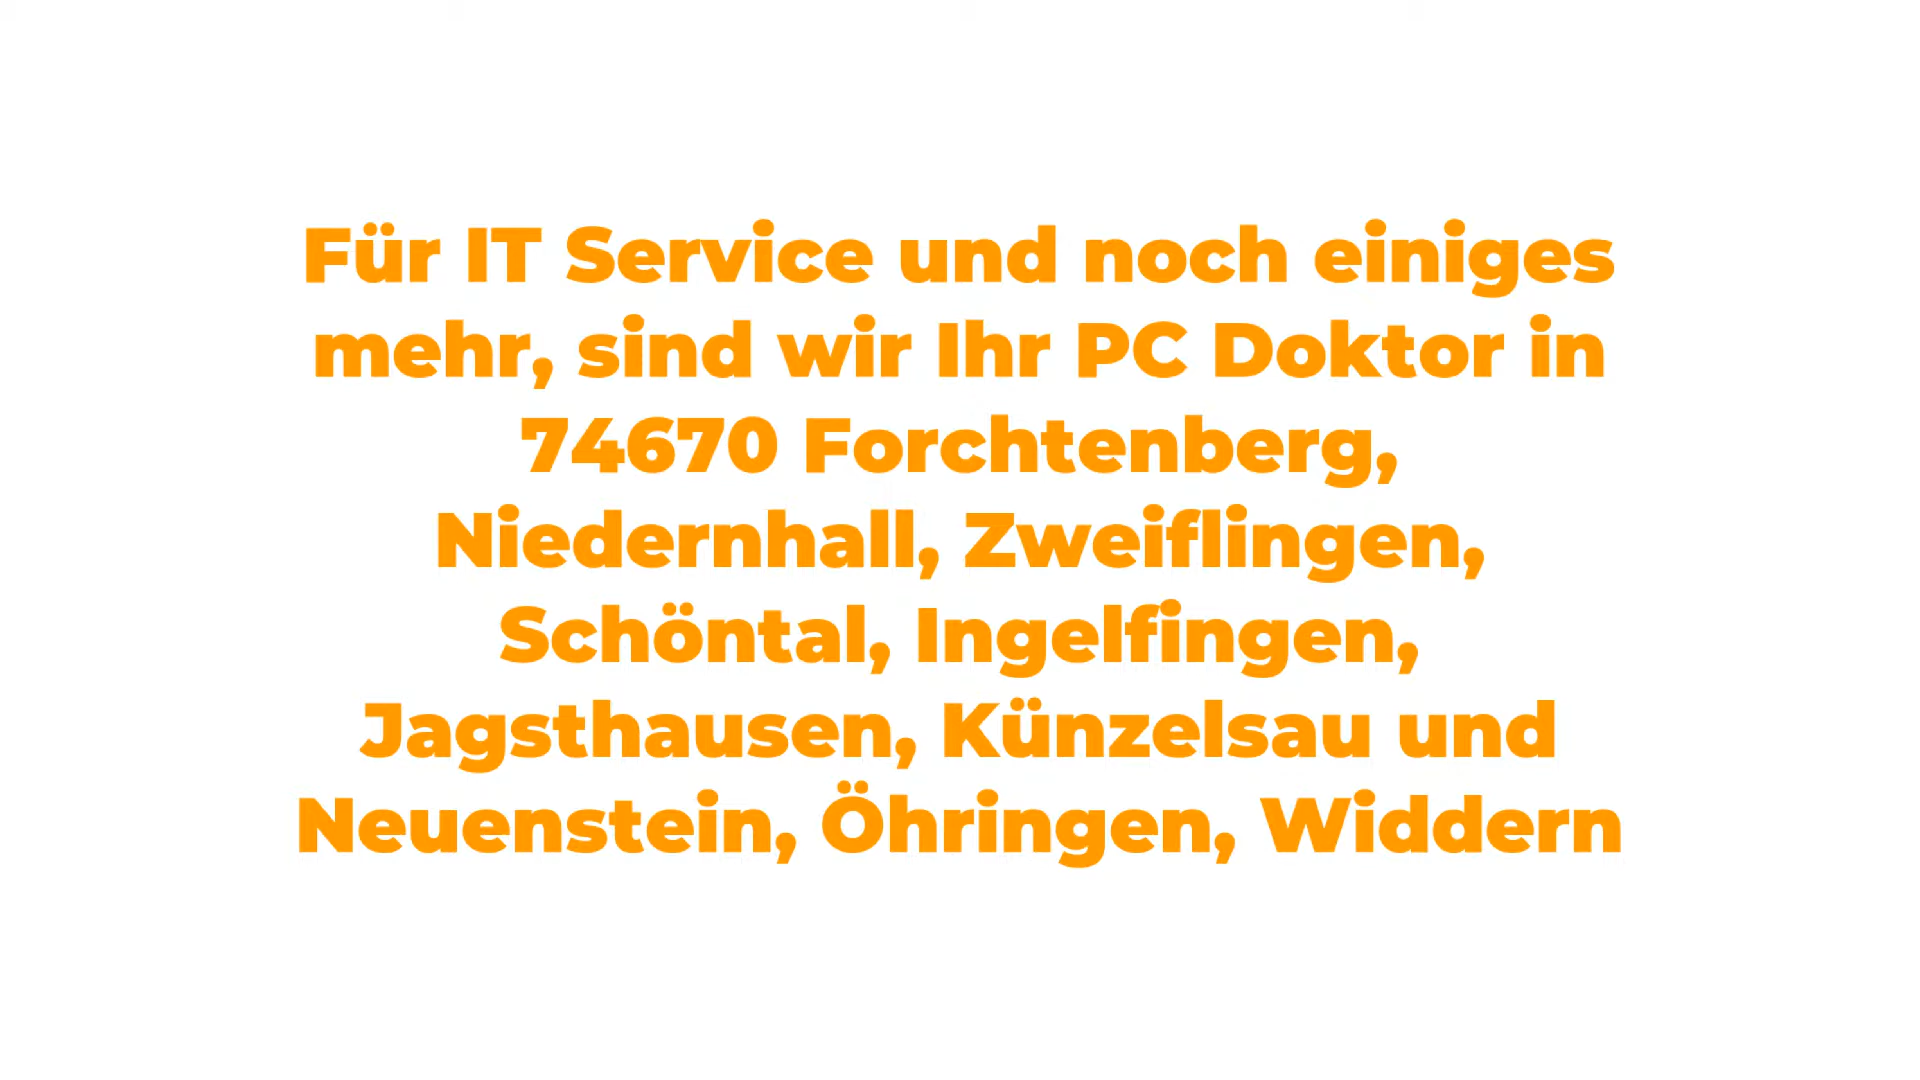 Für IT Service und noch einiges
mehr, sind wir Ihr PC Doktor in
74670 Forchtenberg,
Niedernhall, Zweiflingen,
Schöntal, Ingelfingen,
Jagsthausen, Künzelsau und
Neuenstein, Öhringen, Widdern